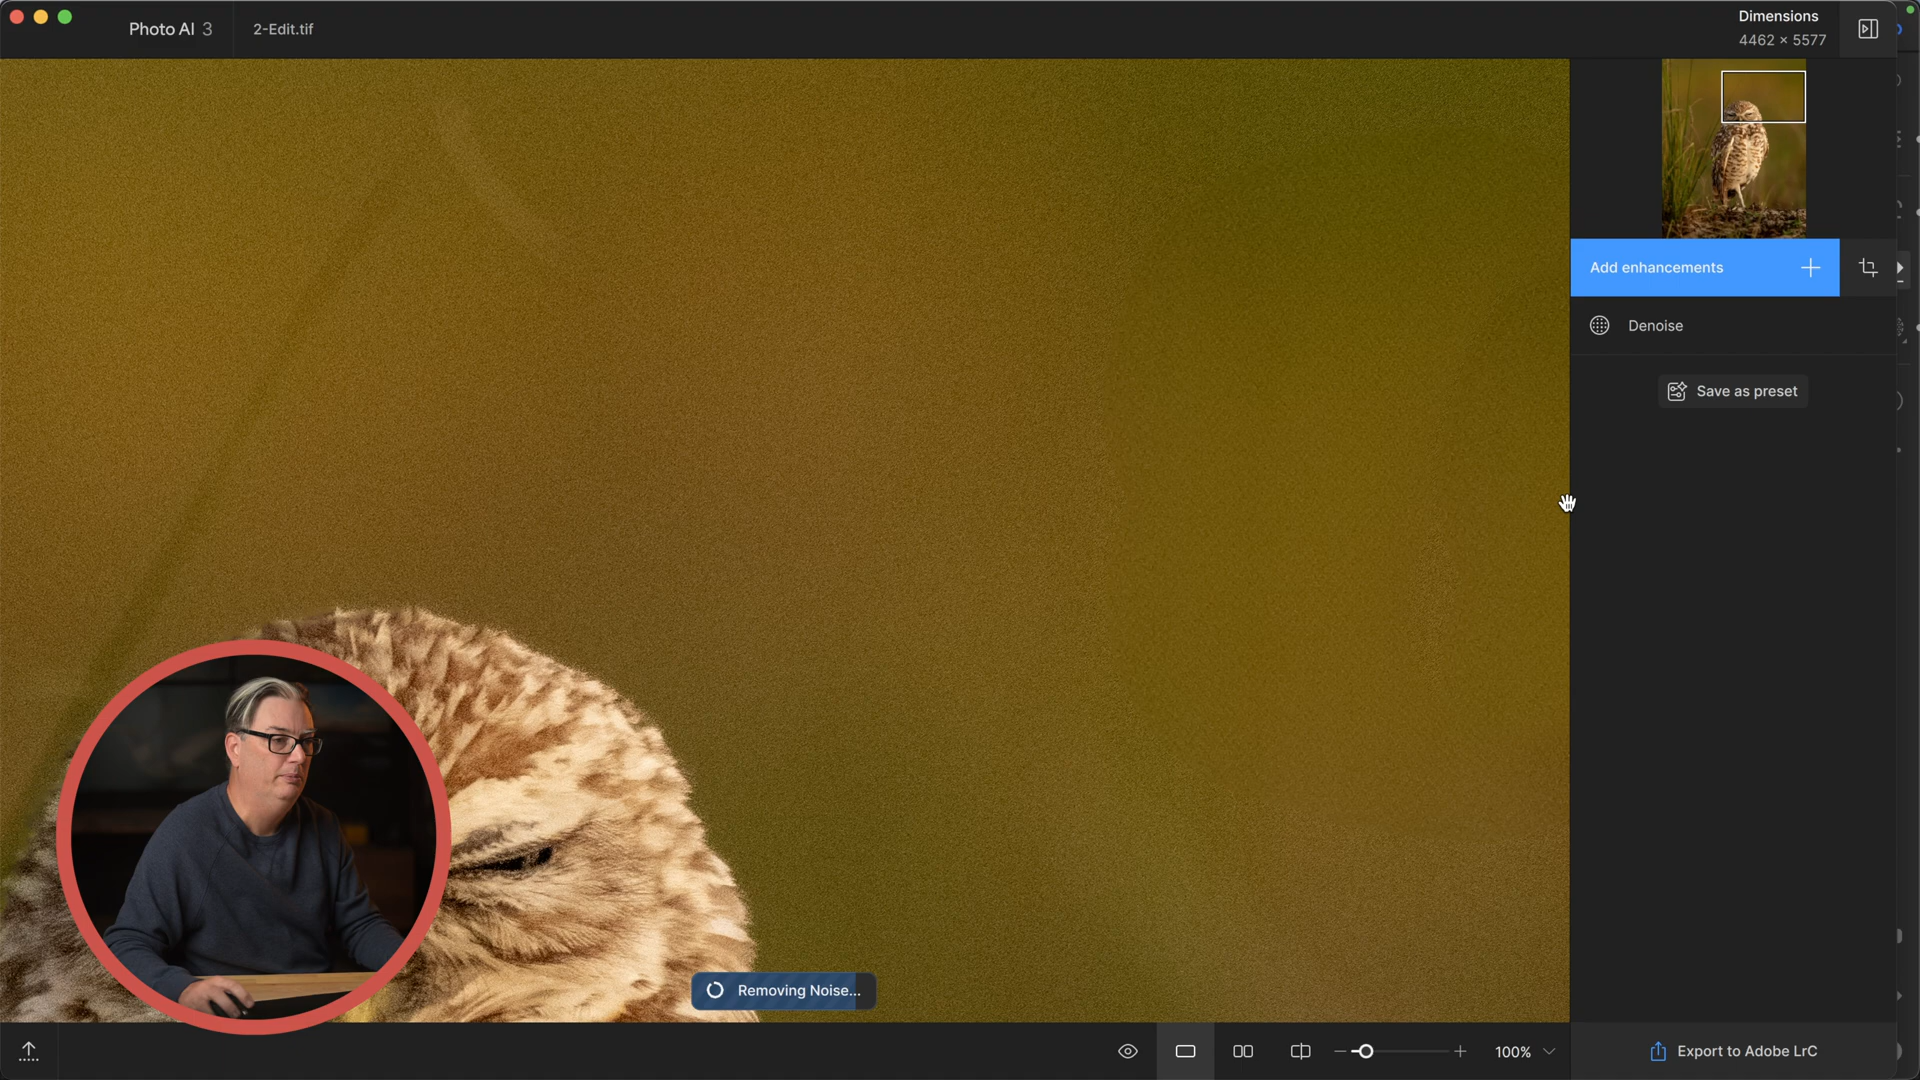 Photo AI 3
2-Edit.tif
Dimensions
4462 × 5577
Add enhancements
Denoise
Save as preset
Removing Noise...
100%
Export to Adobe LrC